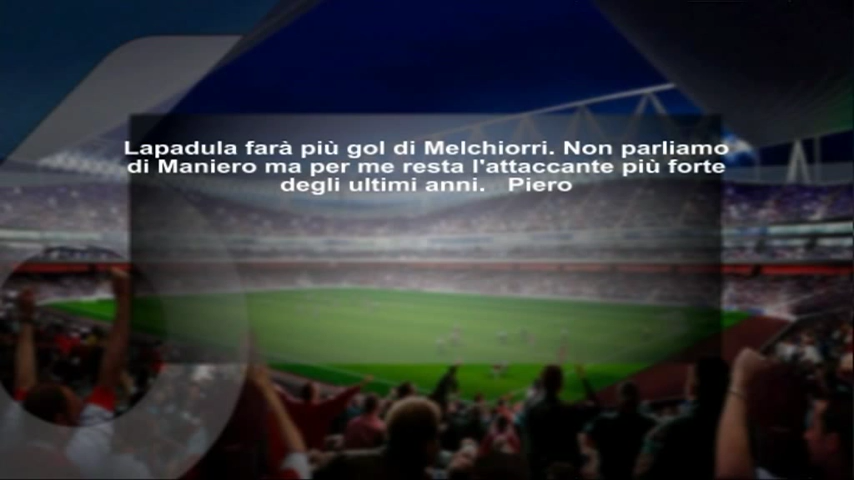 Lapadula farà più gol di Melchiorri. Non parliamo
di Maniero ma per me resta l'attaccante più forte
degli ultimi anni.   Piero